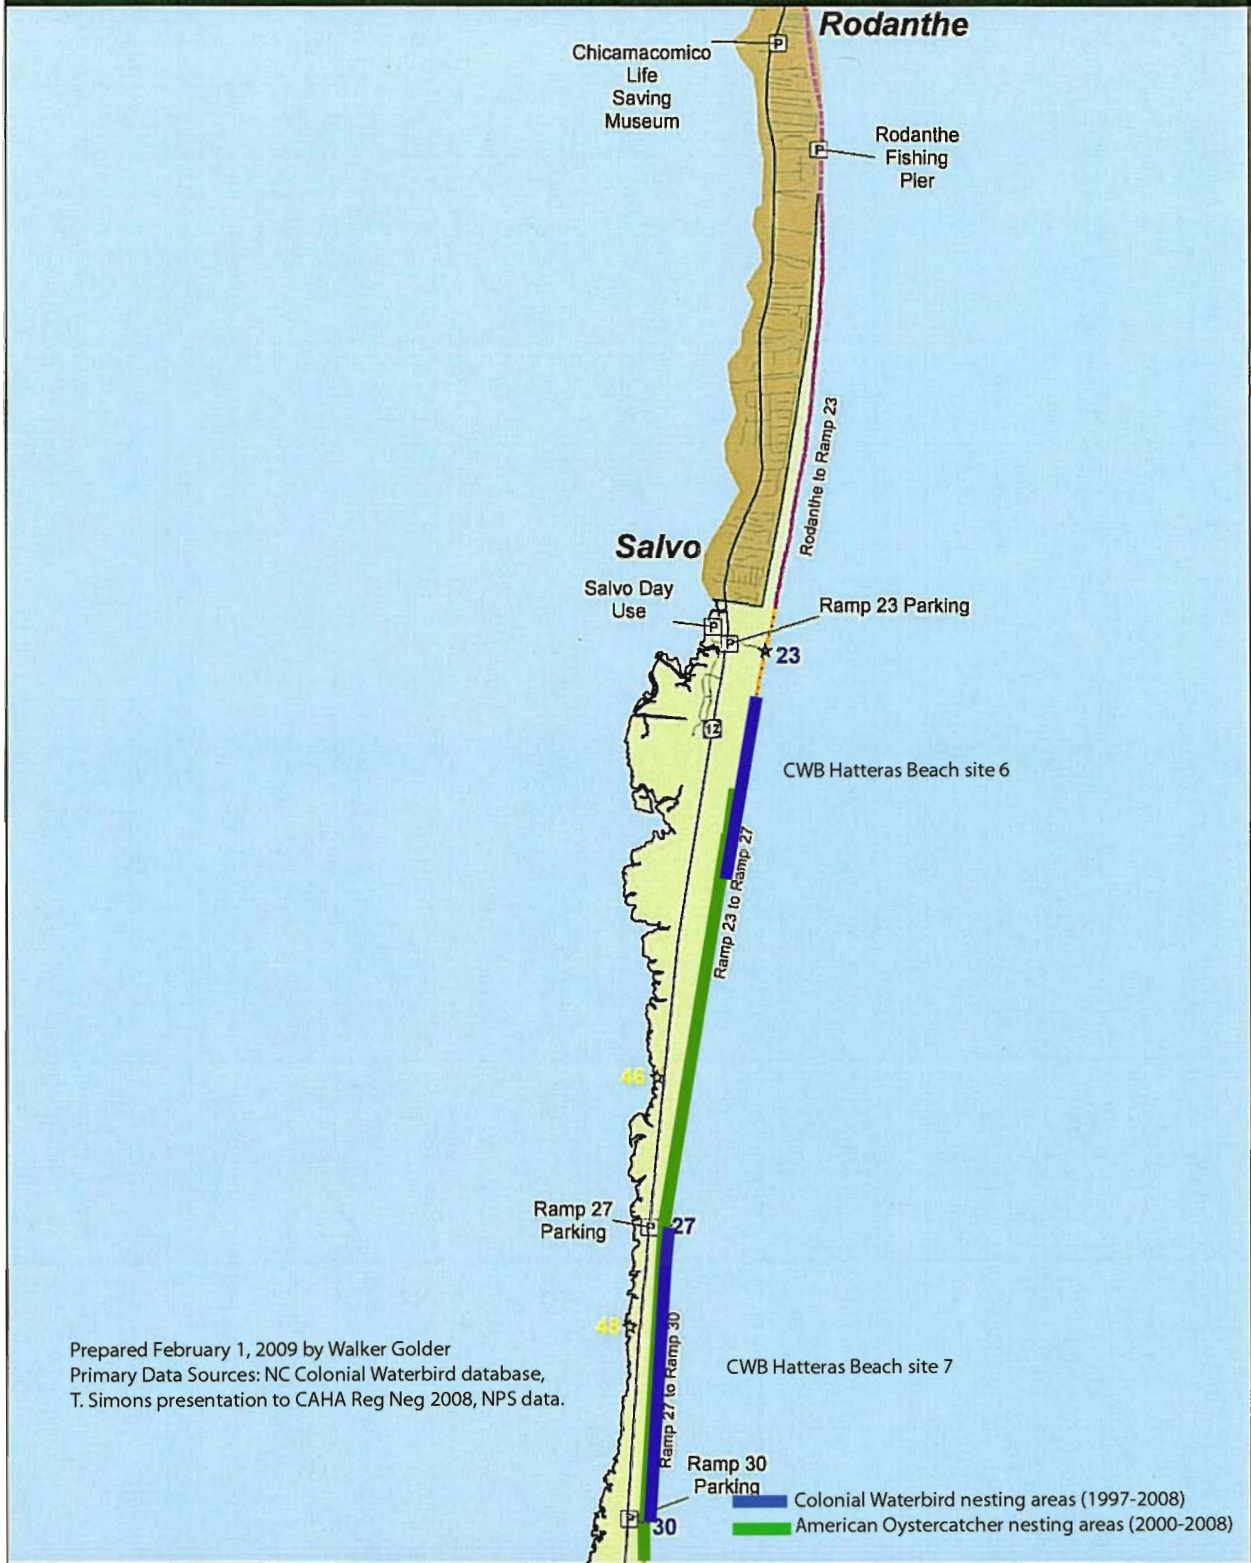 Rodanthe
Chicamacomico
Life
Saving
Museum
P
Rodanthe
Fishing
Pier
P
Rodanthe to Ramp 23
Salvo
Salvo Day
Use
Ramp 23 Parking
P
P
23
12
CWB Hatteras Beach site 6
Ramp 23 to Ramp 27
46
Ramp 27
Parking
P
27
48
Prepared February 1, 2009 by Walker Golder
Primary Data Sources: NC Colonial Waterbird database,
T. Simons presentation to CAHA Reg Neg 2008, NPS data.
CWB Hatteras Beach site 7
Ramp 27 to Ramp 30
Ramp 30
Parking
P
30
Colonial Waterbird nesting areas (1997-2008)
American Oystercatcher nesting areas (2000-2008)